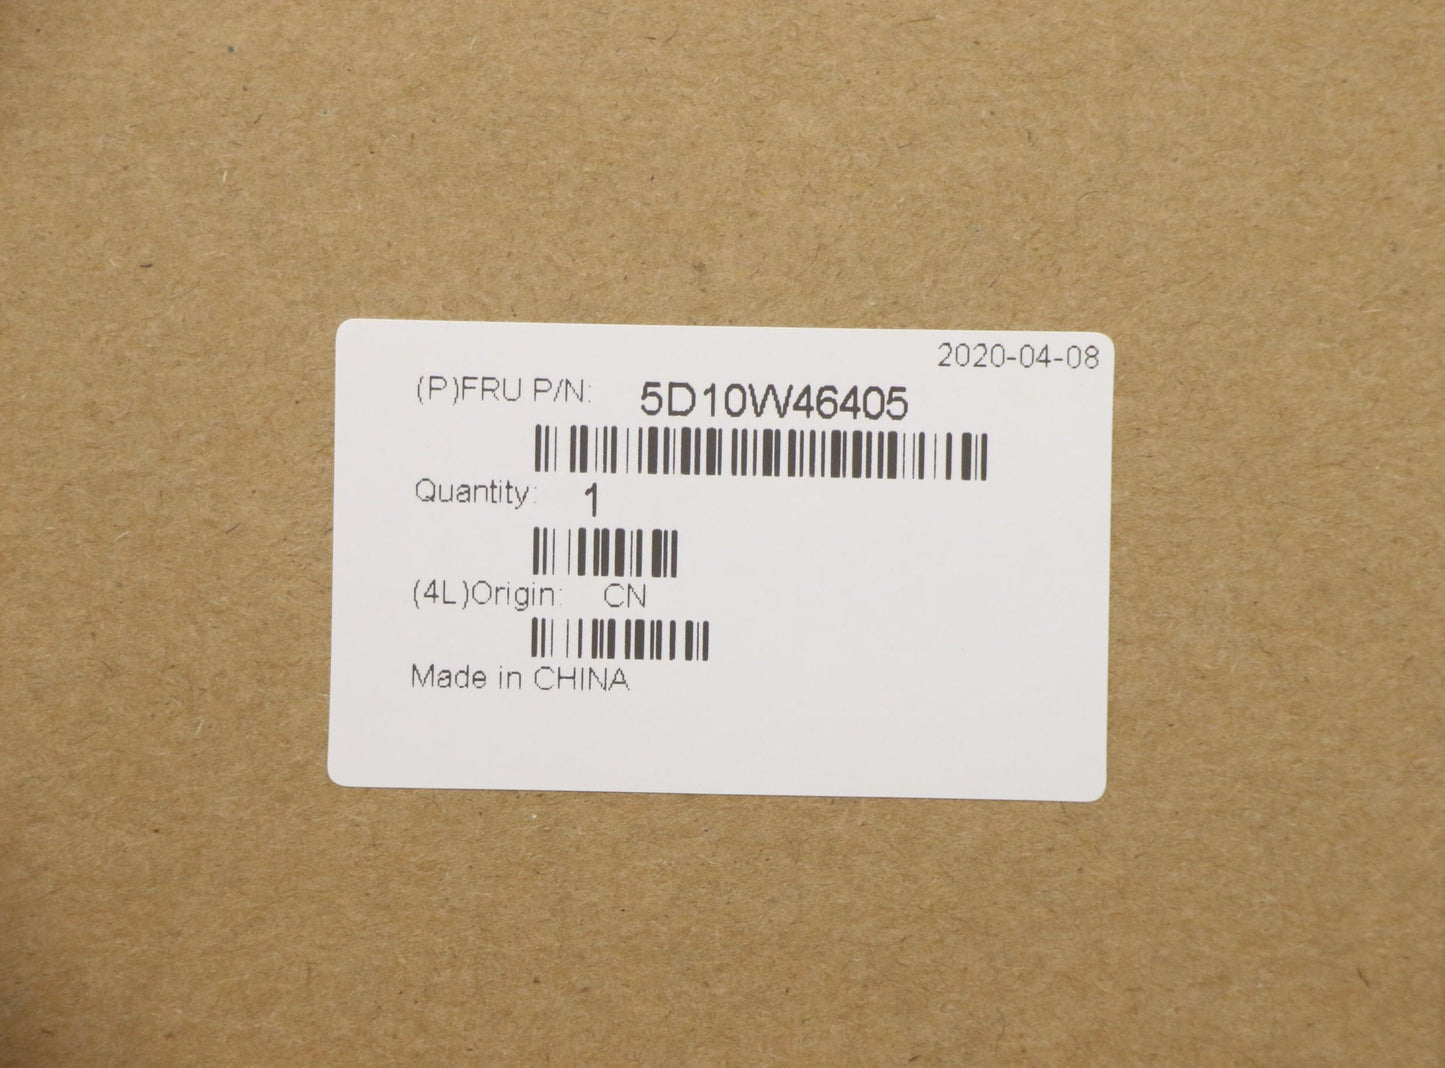 2020-04-08
(P)FRU P/N: 5D10W46405
Quantity: 1
(4L)Origin: CN
Made in CHINA